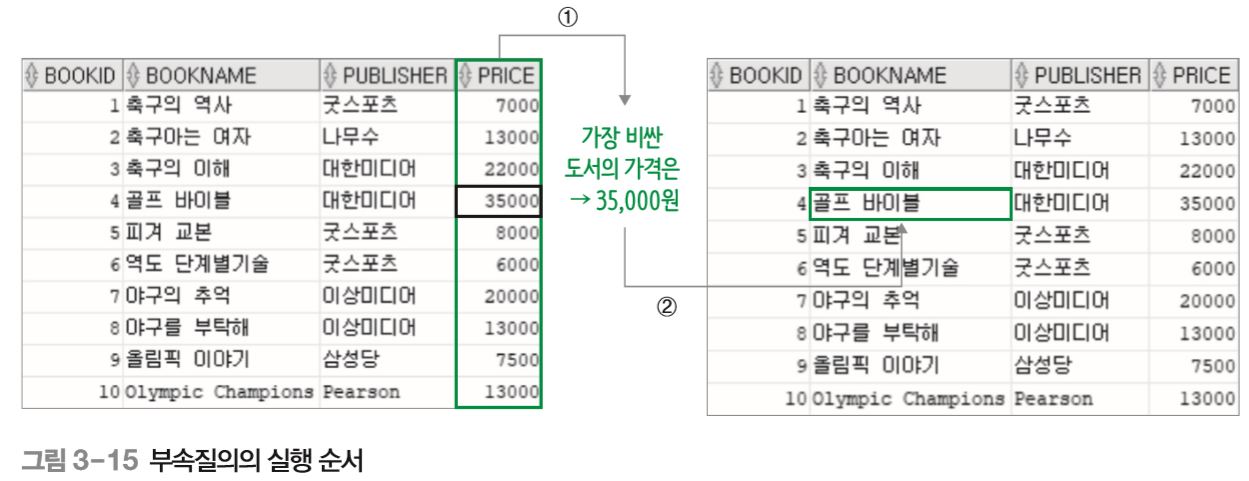 ①
BOOKID BOOKNAME PUBLISHER PRICE
1 축구의 역사 굿스포츠 7000
2 축구아는 여자 나무수 13000
3 축구의 이해 대한미디어 22000
4 골프 바이블 대한미디어 35000
5 피겨 교본 굿스포츠 8000
6 역도 단계별기술 굿스포츠 6000
7 야구의 추억 이상미디어 20000
8 야구를 부탁해 이상미디어 13000
9 올림픽 이야기 삼성당 7500
10 Olympic Champions Pearson 13000
가장 비싼
도서의 가격은
→ 35,000원
②
BOOKID BOOKNAME PUBLISHER PRICE
1 축구의 역사 굿스포츠 7000
2 축구아는 여자 나무수 13000
3 축구의 이해 대한미디어 22000
4 골프 바이블 대한미디어 35000
5 피겨 교본 굿스포츠 8000
6 역도 단계별기술 굿스포츠 6000
7 야구의 추억 이상미디어 20000
8 야구를 부탁해 이상미디어 13000
9 올림픽 이야기 삼성당 7500
10 Olympic Champions Pearson 13000
그림 3-15 부속질의의 실행 순서